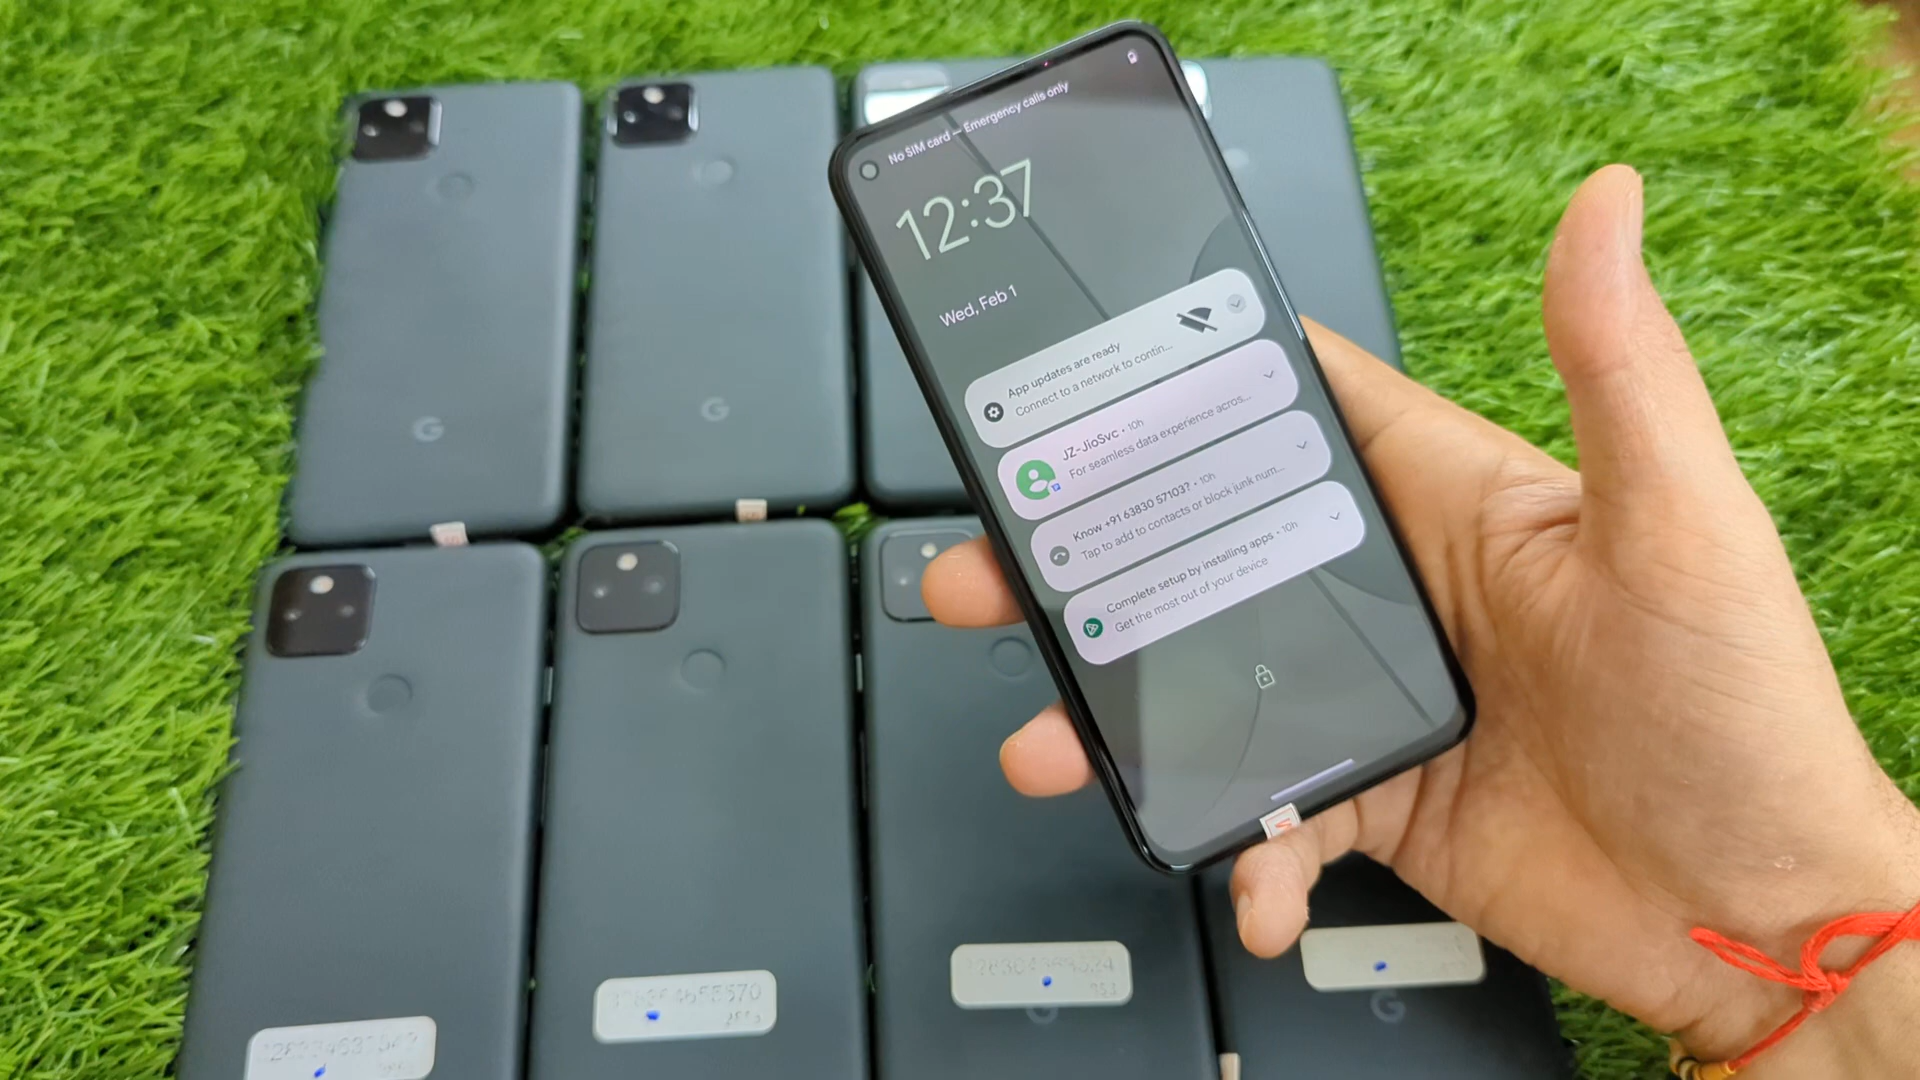 No SIM card — Emergency calls only
12:37
Wed, Feb 1
App updates are ready
Connect to a network to contin...
JZ-JioSvc • 10h
For seamless data experience acros...
Know +91 63830 57103? • 10h
Tap to add to contacts or block junk num...
Complete setup by installing apps • 10h
Get the most out of your device
G
G
G